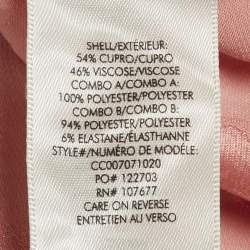 SHELL/EXTÉRIEUR:
54% CUPRO/CUPRO
46% VISCOSE/VISCOSE
COMBO A/COMBO A:
100% POLYESTER/POLYESTER
COMBO B/COMBO B:
94% POLYESTER/POLYESTER
6% ELASTANE/ÉLASTHANNE
STYLE#/NUMÉRO DE MODÈLE:
CC007071020
PO# 122703
RN# 107677
CARE ON REVERSE
ENTRETIEN AU VERSO